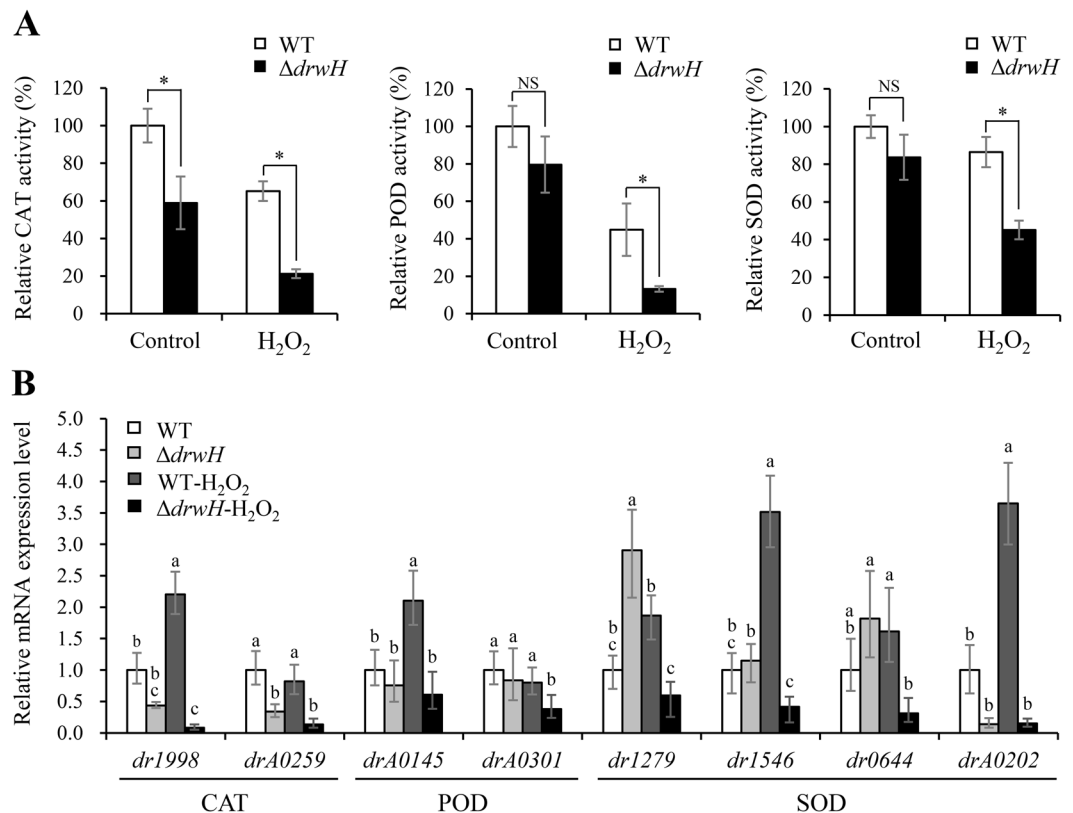 A
WT
ΔdrwH
Relative CAT activity (%)
120
100
80
60
40
20
0
*
*
Control
H₂O₂
WT
ΔdrwH
Relative POD activity (%)
120
100
80
60
40
20
0
NS
*
Control
H₂O₂
WT
ΔdrwH
Relative SOD activity (%)
120
100
80
60
40
20
0
NS
*
Control
H₂O₂
B
Relative mRNA expression level
5.0
4.5
4.0
3.5
3.0
2.5
2.0
1.5
1.0
0.5
0.0
WT
ΔdrwH
WT-H₂O₂
ΔdrwH-H₂O₂
b
b
c
a
c
a
b
a
b
b
b
a
b
a
a
a
b
b
c
a
b
c
b
c
b
a
c
a
b
a
a
b
b
b
a
b
dr1998 drA0259 drA0145 drA0301 dr1279 dr1546 dr0644 drA0202
CAT POD SOD